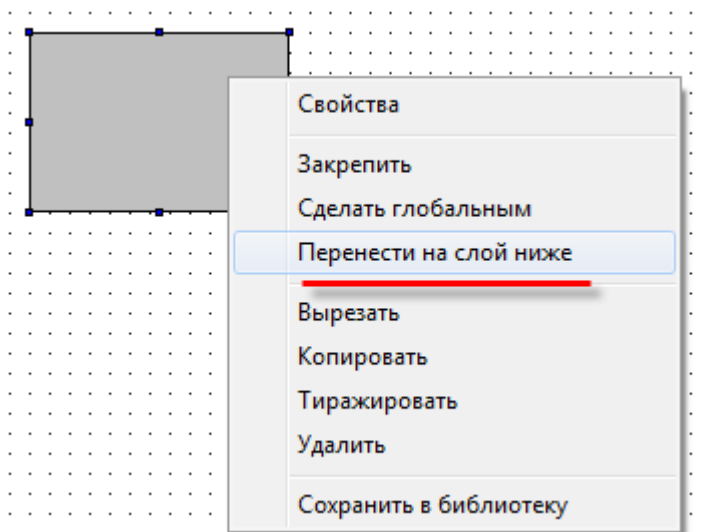 Свойства
Закрепить
Сделать глобальным
Перенести на слой ниже
Вырезать
Копировать
Тиражировать
Удалить
Сохранить в библиотеку